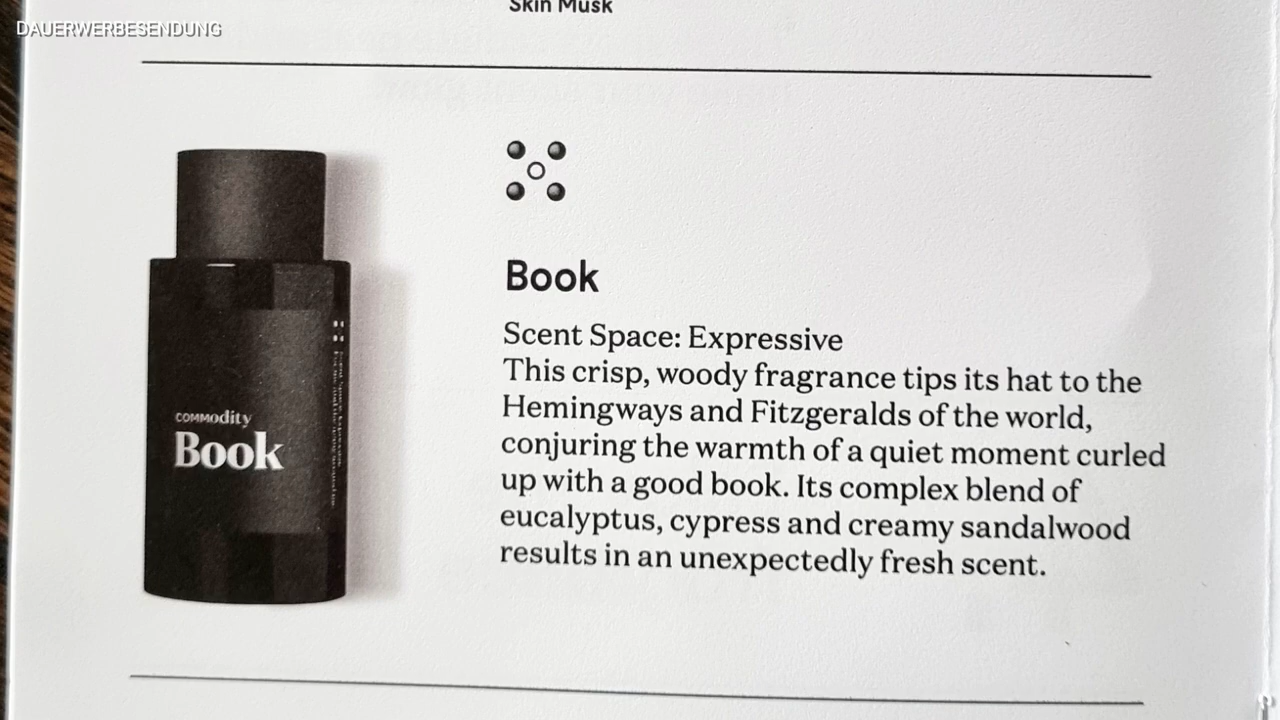 DAUERWERBESENDUNG
Skin Musk
Book
Scent Space: Expressive
This crisp, woody fragrance tips its hat to the
Hemingways and Fitzgeralds of the world,
conjuring the warmth of a quiet moment curled
up with a good book. Its complex blend of
eucalyptus, cypress and creamy sandalwood
results in an unexpectedly fresh scent.
COMMOdity
Book